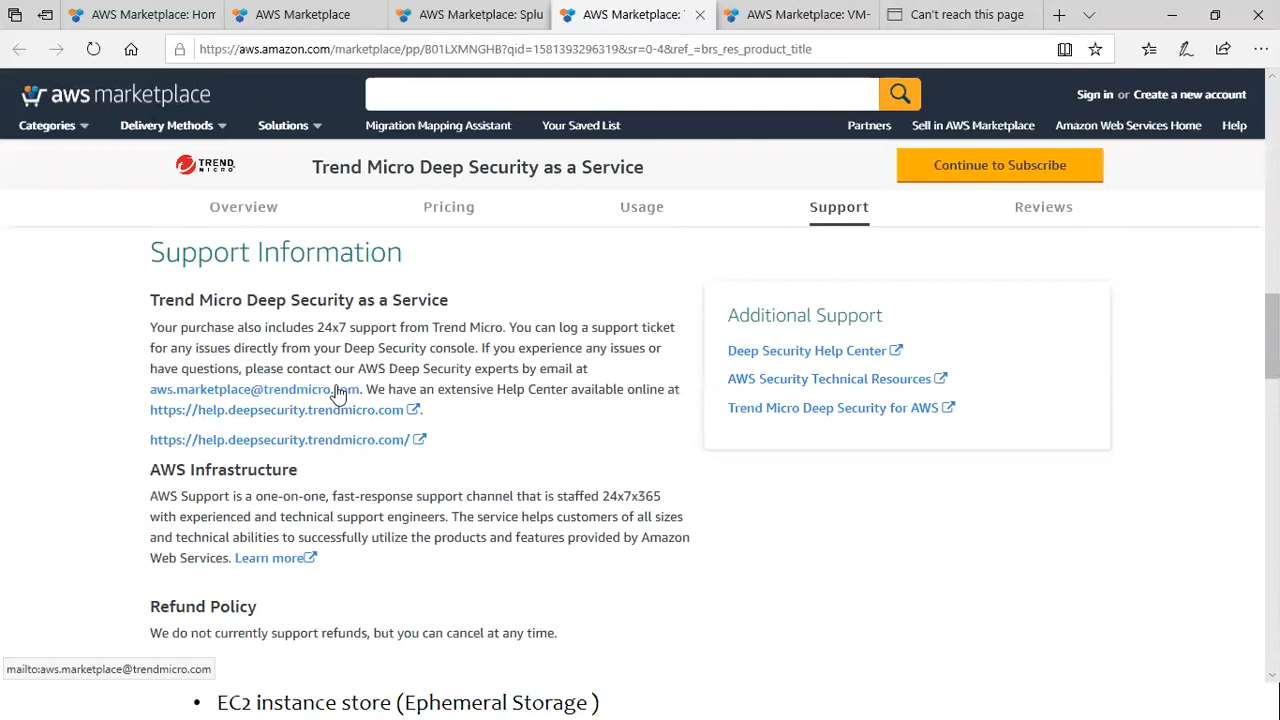 AWS Marketplace: Hom
AWS Marketplace
AWS Marketplace: Splu
AWS Marketplace:
AWS Marketplace: VM-
Can't reach this page
https://aws.amazon.com/marketplace/pp/B01LXMNGHB?qid=1581393296319&sr=0-4&ref_=brs_res_product_title
aws marketplace
Sign in or Create a new account
Categories
Delivery Methods
Solutions
Migration Mapping Assistant
Your Saved List
Partners
Sell in AWS Marketplace
Amazon Web Services Home
Help
TREND MICRO
Trend Micro Deep Security as a Service
Continue to Subscribe
Overview
Pricing
Usage
Support
Reviews
Support Information
Trend Micro Deep Security as a Service
Your purchase also includes 24x7 support from Trend Micro. You can log a support ticket
for any issues directly from your Deep Security console. If you experience any issues or
have questions, please contact our AWS Deep Security experts by email at
aws.marketplace@trendmicro.com. We have an extensive Help Center available online at
https://help.deepsecurity.trendmicro.com.
https://help.deepsecurity.trendmicro.com/
AWS Infrastructure
AWS Support is a one-on-one, fast-response support channel that is staffed 24x7x365
with experienced and technical support engineers. The service helps customers of all sizes
and technical abilities to successfully utilize the products and features provided by Amazon
Web Services. Learn more
Refund Policy
We do not currently support refunds, but you can cancel at any time.
Additional Support
Deep Security Help Center
AWS Security Technical Resources
Trend Micro Deep Security for AWS
mailto:aws.marketplace@trendmicro.com
• EC2 instance store (Ephemeral Storage )